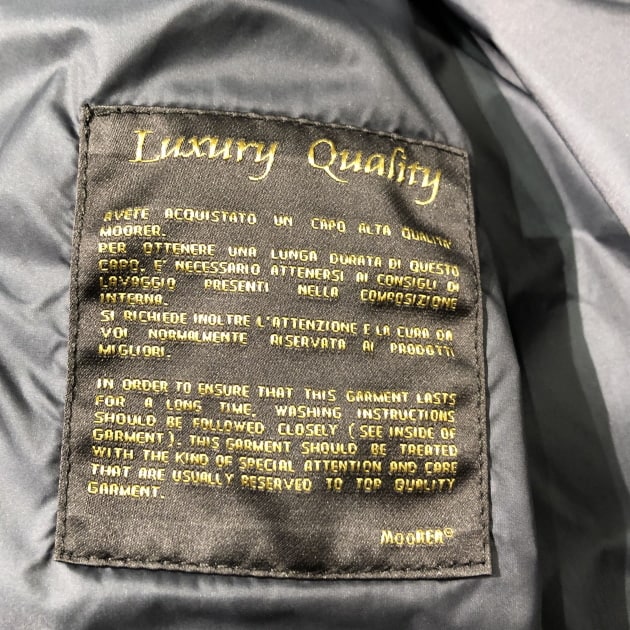 Luxury Quality
AVETE ACQUISTATO UN CAPO ALTA QUALITA'
MOORER.
PER OTTENERE UNA LUNGA DURATA DI QUESTO
CAPO, E' NECESSARIO ATTENERSI AI CONSIGLI DI
LAVAGGIO PRESENTI NELLA COMPOSIZIONE
INTERNA.
SI RICHIEDE INOLTRE L'ATTENZIONE E LA CURA DA
VOI NORMALMENTE RISERVATA AI PRODOTTI
MIGLIORI.
IN ORDER TO ENSURE THAT THIS GARMENT LASTS
FOR A LONG TIME, WASHING INSTRUCTIONS
SHOULD BE FOLLOWED CLOSELY (SEE INSIDE OF
GARMENT). THIS GARMENT SHOULD BE TREATED
WITH THE KIND OF SPECIAL ATTENTION AND CARE
THAT ARE USUALLY RESERVED TO TOP QUALITY
GARMENT.
MOORER®